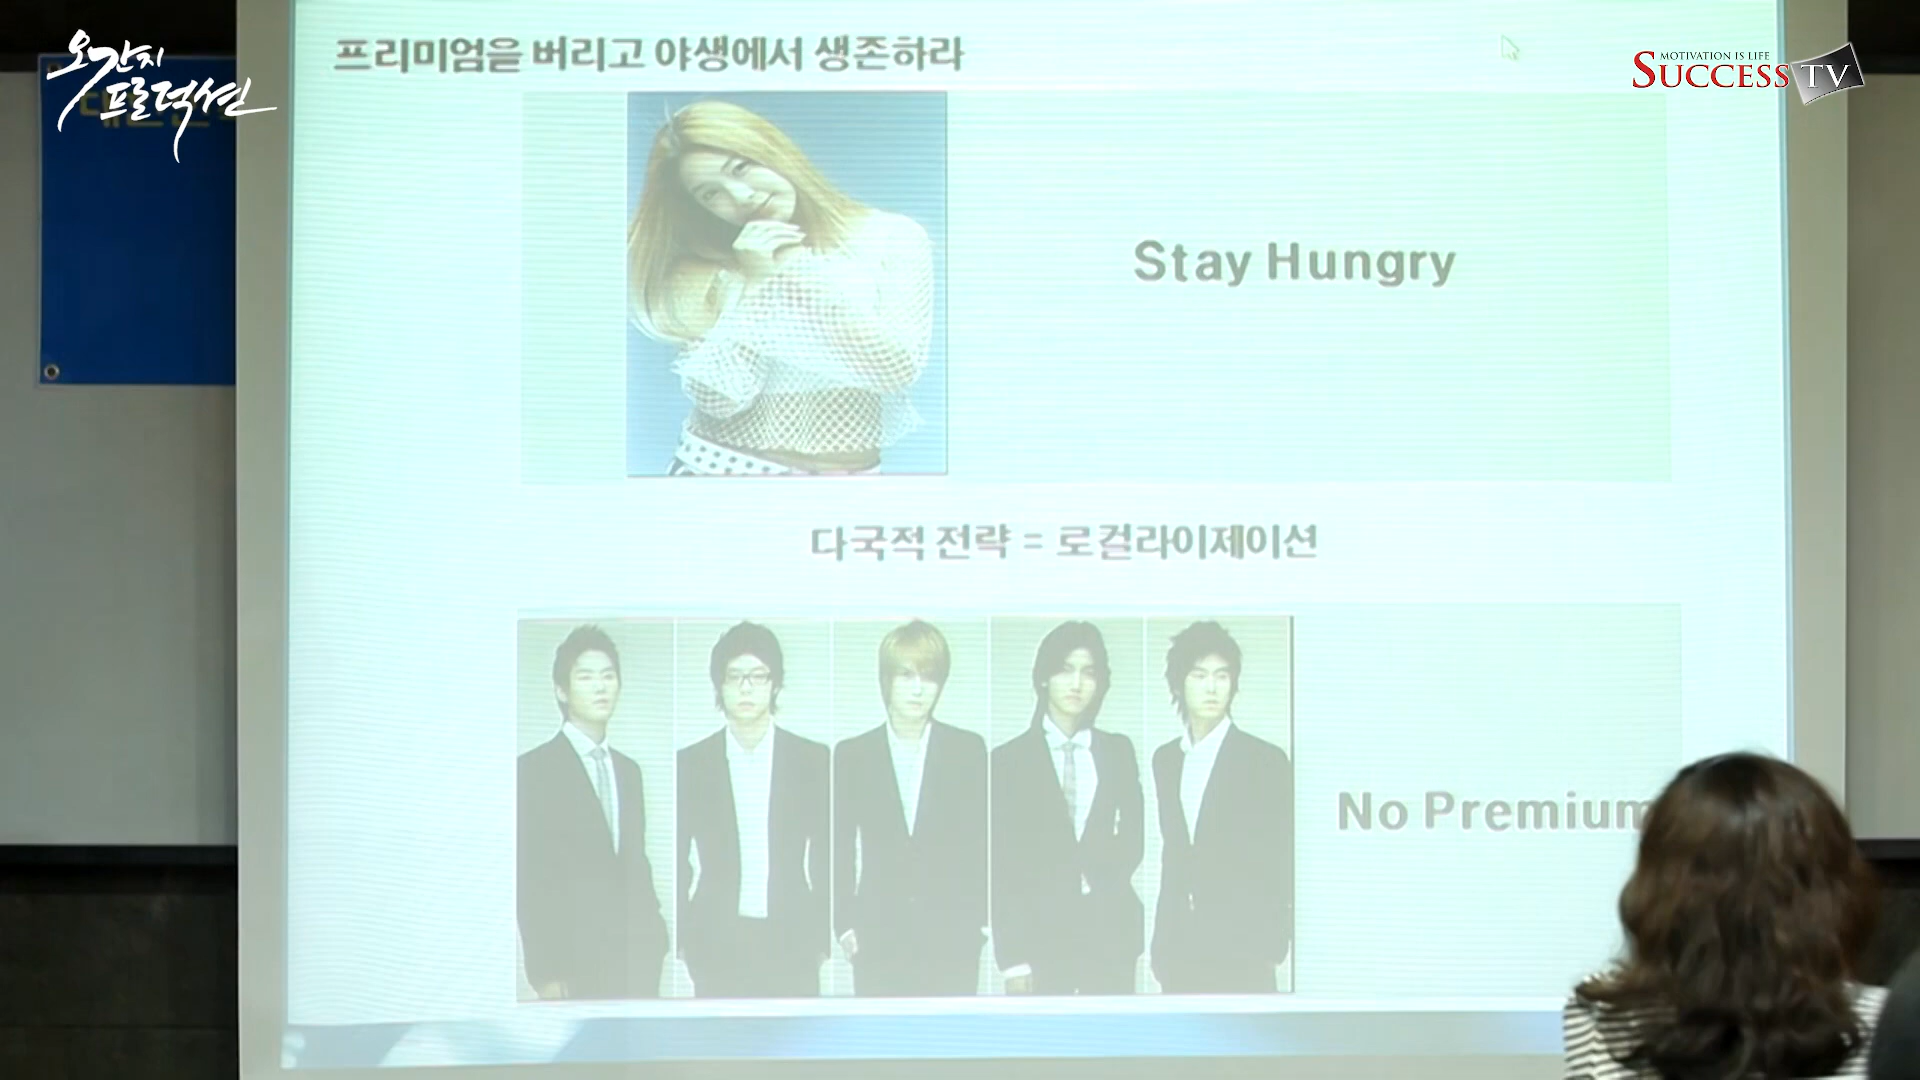 옷간지
프로덕션
MOTIVATION IS LIFE
SUCCESS TV
프리미엄을 버리고 야생에서 생존하라
Stay Hungry
다국적 전략 = 로컬라이제이션
No Premium